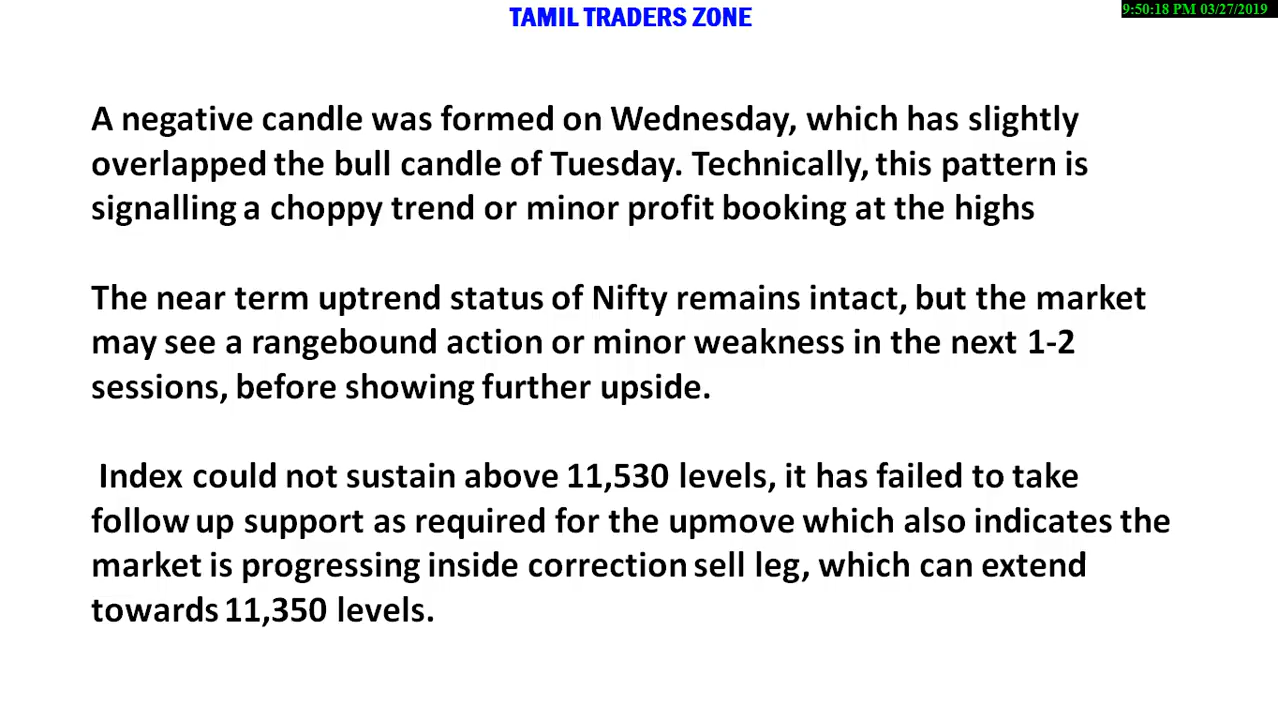 TAMIL TRADERS ZONE
9:50:18 PM 03/27/2019
A negative candle was formed on Wednesday, which has slightly
overlapped the bull candle of Tuesday. Technically, this pattern is
signalling a choppy trend or minor profit booking at the highs
The near term uptrend status of Nifty remains intact, but the market
may see a rangebound action or minor weakness in the next 1-2
sessions, before showing further upside.
Index could not sustain above 11,530 levels, it has failed to take
follow up support as required for the upmove which also indicates the
market is progressing inside correction sell leg, which can extend
towards 11,350 levels.